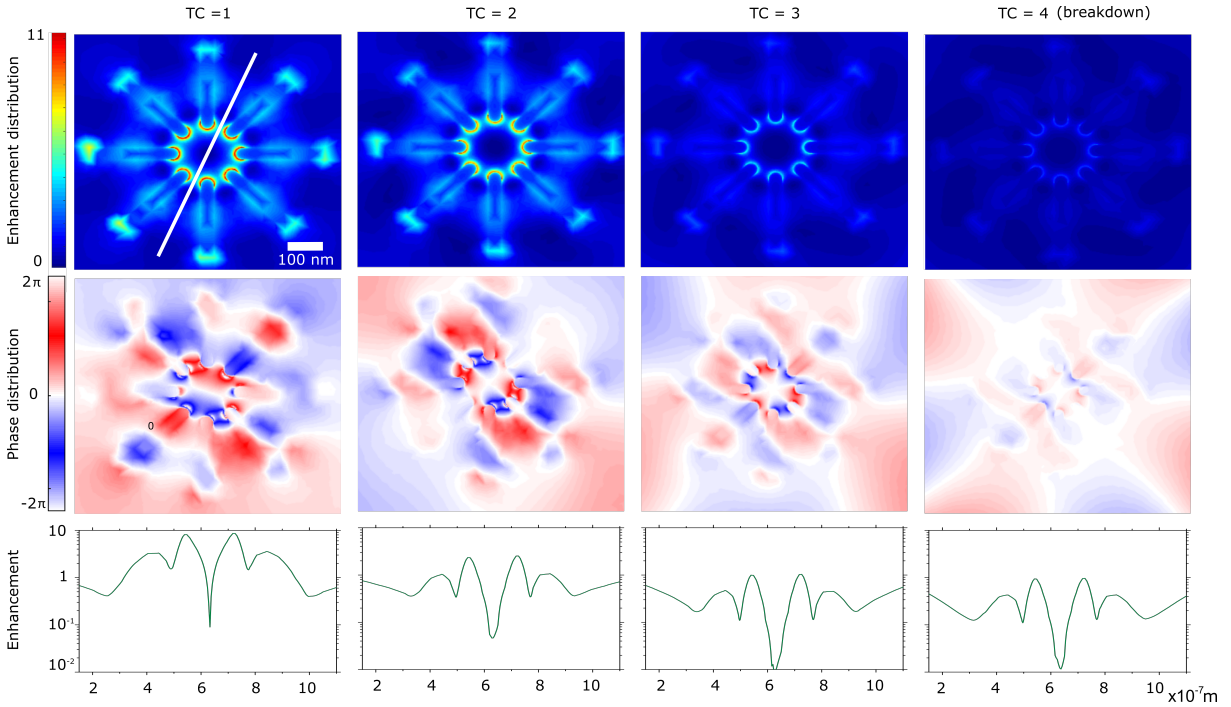 TC =1
TC = 2
TC = 3
TC = 4 (breakdown)
Enhancement distribution
11
0
100 nm
Phase distribution
2π
0
-2π
0
Enhancement
10
1
10⁻¹
10⁻²
2 4 6 8 10
2 4 6 8 10
2 4 6 8 10
2 4 6 8 10
x10⁻⁷m